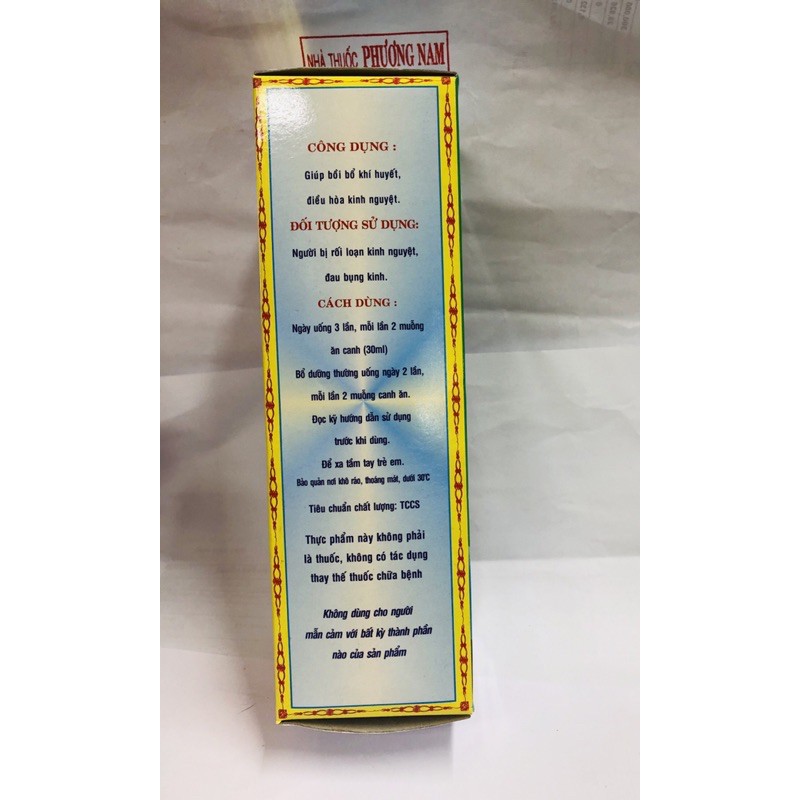 NHÀ THUỐC PHƯƠNG NAM
CÔNG DỤNG :
Giúp bồi bổ khí huyết,
điều hòa kinh nguyệt.
ĐỐI TƯỢNG SỬ DỤNG:
Người bị rối loạn kinh nguyệt,
đau bụng kinh.
CÁCH DÙNG :
Ngày uống 3 lần, mỗi lần 2 muỗng
ăn canh (30ml)
Bổ dưỡng thường uống ngày 2 lần,
mỗi lần 2 muỗng canh ăn.
Đọc kỹ hướng dẫn sử dụng
trước khi dùng.
Để xa tầm tay trẻ em.
Bảo quản nơi khô ráo, thoáng mát, dưới 30°C
Tiêu chuẩn chất lượng: TCCS
Thực phẩm này không phải
là thuốc, không có tác dụng
thay thế thuốc chữa bệnh
Không dùng cho người
mẫn cảm với bất kỳ thành phần
nào của sản phẩm